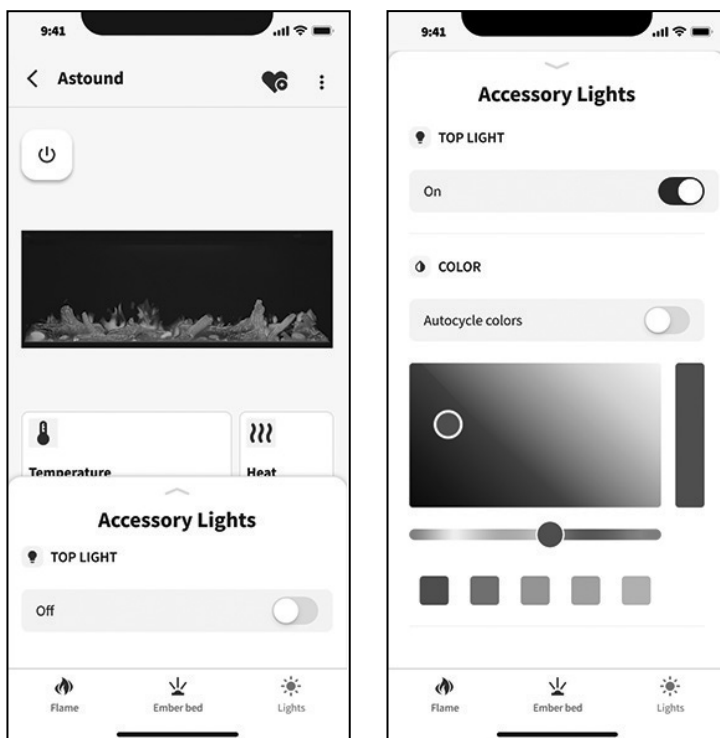 9:41
Astound
Temperature
Heat
Accessory Lights
TOP LIGHT
Off
Flame
Ember bed
Lights
9:41
Accessory Lights
TOP LIGHT
On
COLOR
Autocycle colors
Flame
Ember bed
Lights